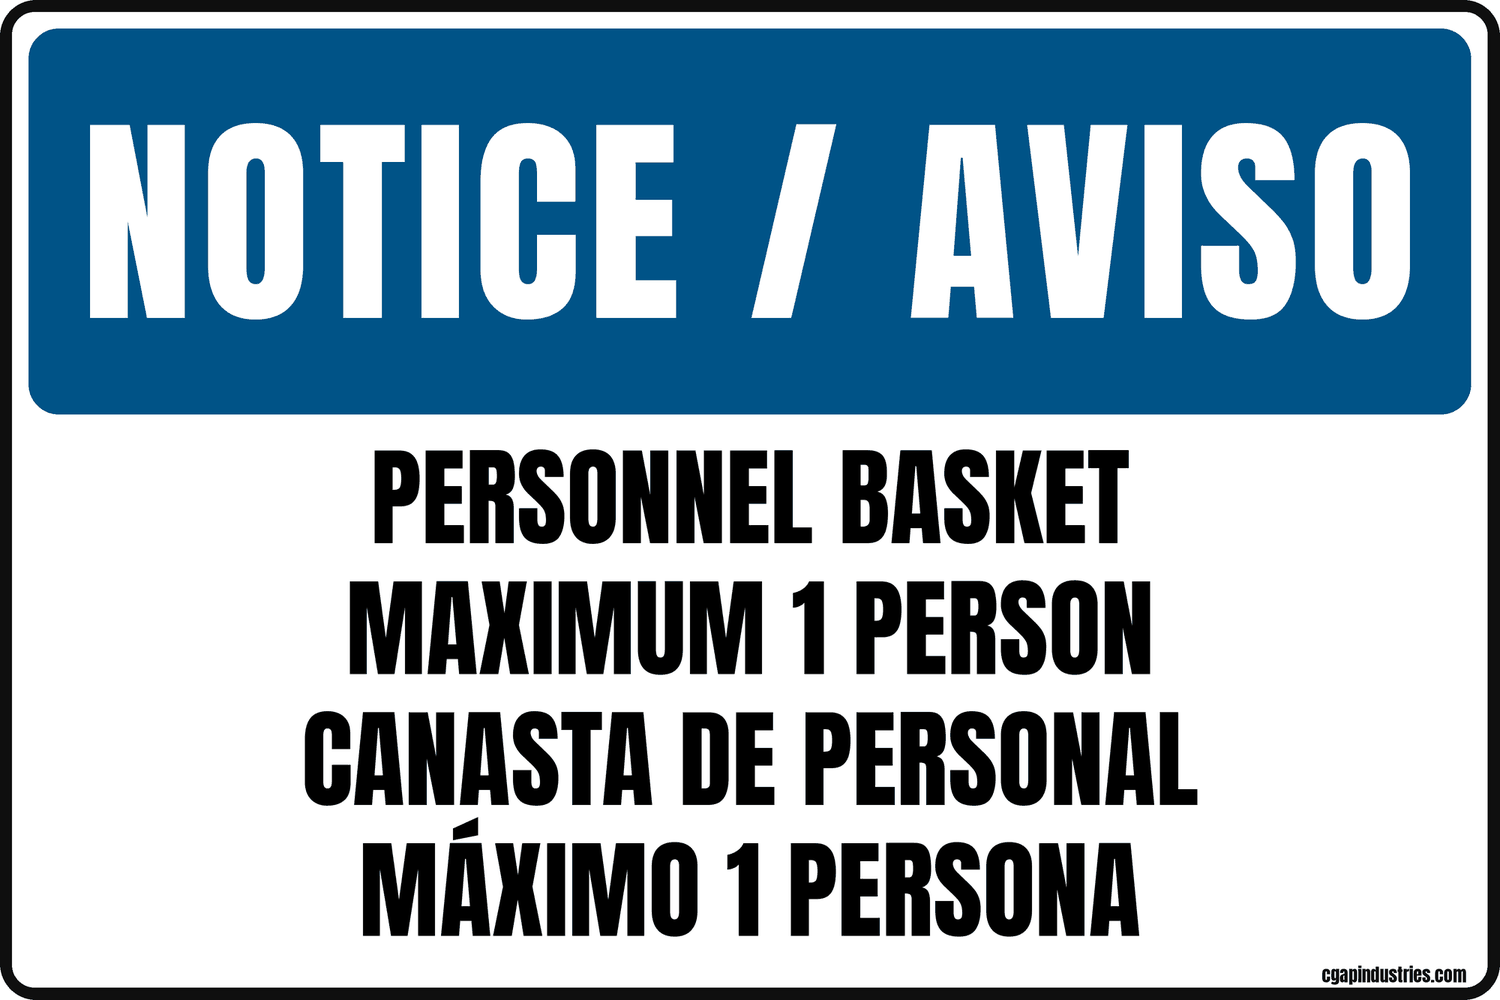 NOTICE / AVISO
PERSONNEL BASKET
MAXIMUM 1 PERSON
CANASTA DE PERSONAL
MÁXIMO 1 PERSONA
cgapindustries.com